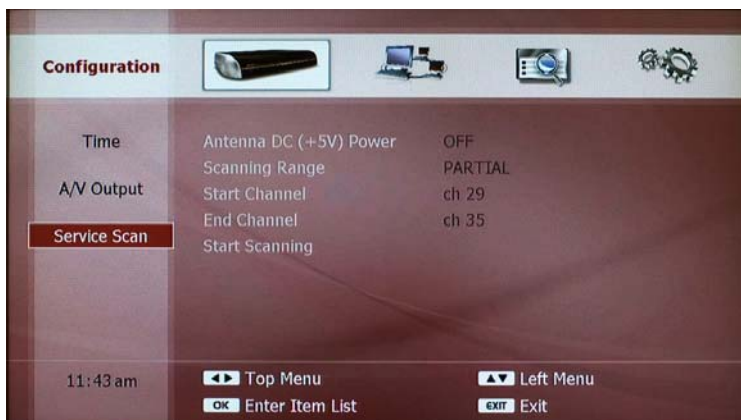 Configuration
Time
A/V Output
Service Scan
Antenna DC (+5V) Power OFF
Scanning Range PARTIAL
Start Channel ch 29
End Channel ch 35
Start Scanning
11:43 am
◄► Top Menu
▲▼ Left Menu
OK Enter Item List
EXIT Exit